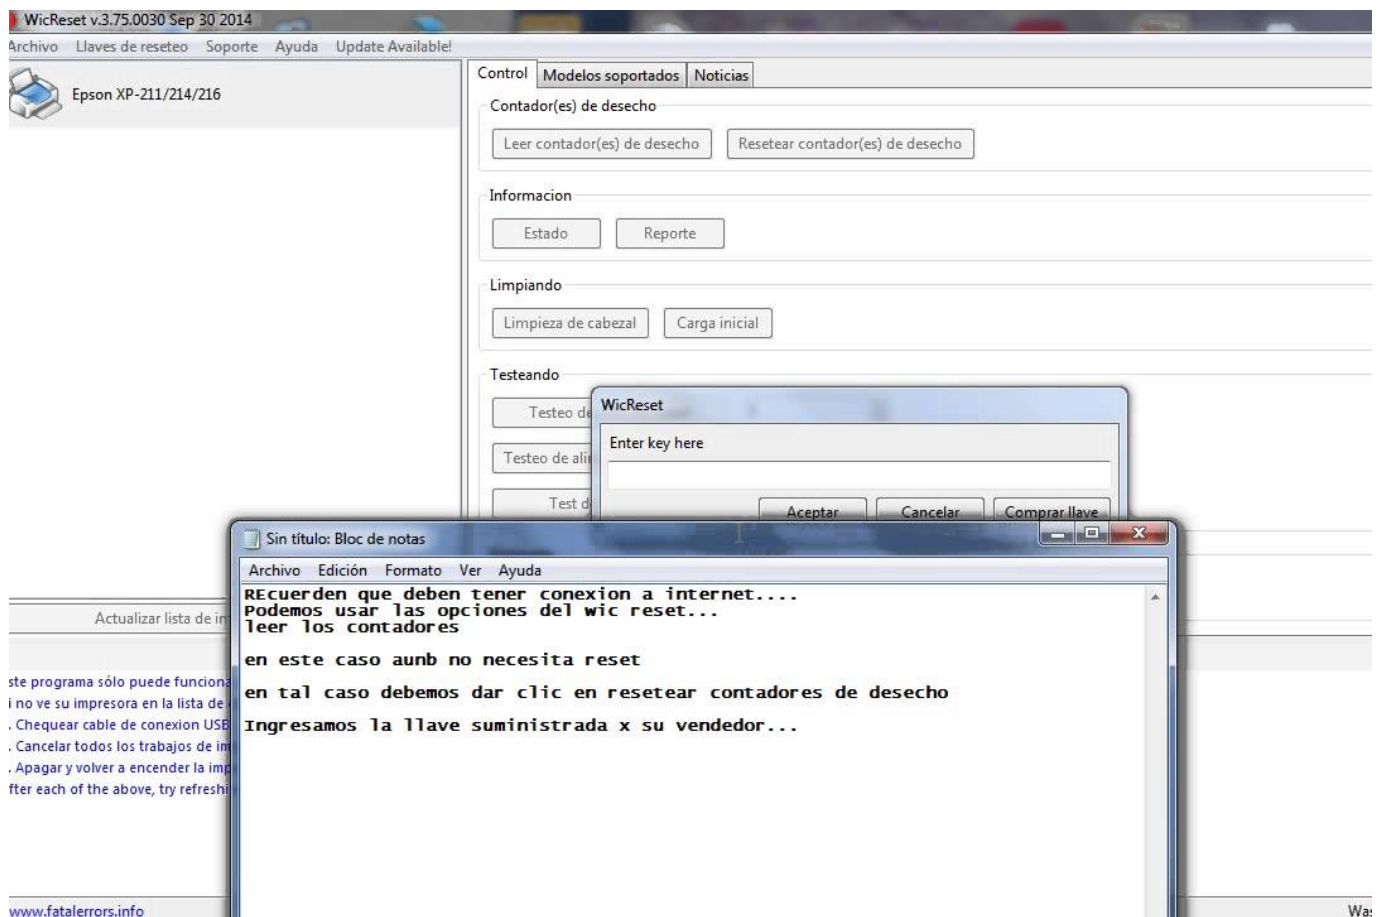 WicReset v.3.75.0030 Sep 30 2014
Archivo Llaves de reseteo Soporte Ayuda Update Available!
Epson XP-211/214/216
Control Modelos soportados Noticias
Contador(es) de desecho
Leer contador(es) de desecho Resetear contador(es) de desecho
Informacion
Estado Reporte
Limpiando
Limpieza de cabezal Carga inicial
Testeando
Testeo de
Testeo de ali
Test d
WicReset
Enter key here
Aceptar Cancelar Comprar llave
Sin título: Bloc de notas
Archivo Edición Formato Ver Ayuda
REcuerden que deben tener conexion a internet....
Podemos usar las opciones del wic reset...
leer los contadores
en este caso aunb no necesita reset
en tal caso debemos dar clic en resetear contadores de desecho
Ingresamos la llave suministrada x su vendedor...
Actualizar lista de im
ste programa sólo puede funciona
i no ve su impresora en la lista de
. Chequear cable de conexion USB
. Cancelar todos los trabajos de im
. Apagar y volver a encender la imp
fter each of the above, try refreshi
www.fatalerrors.info
Was